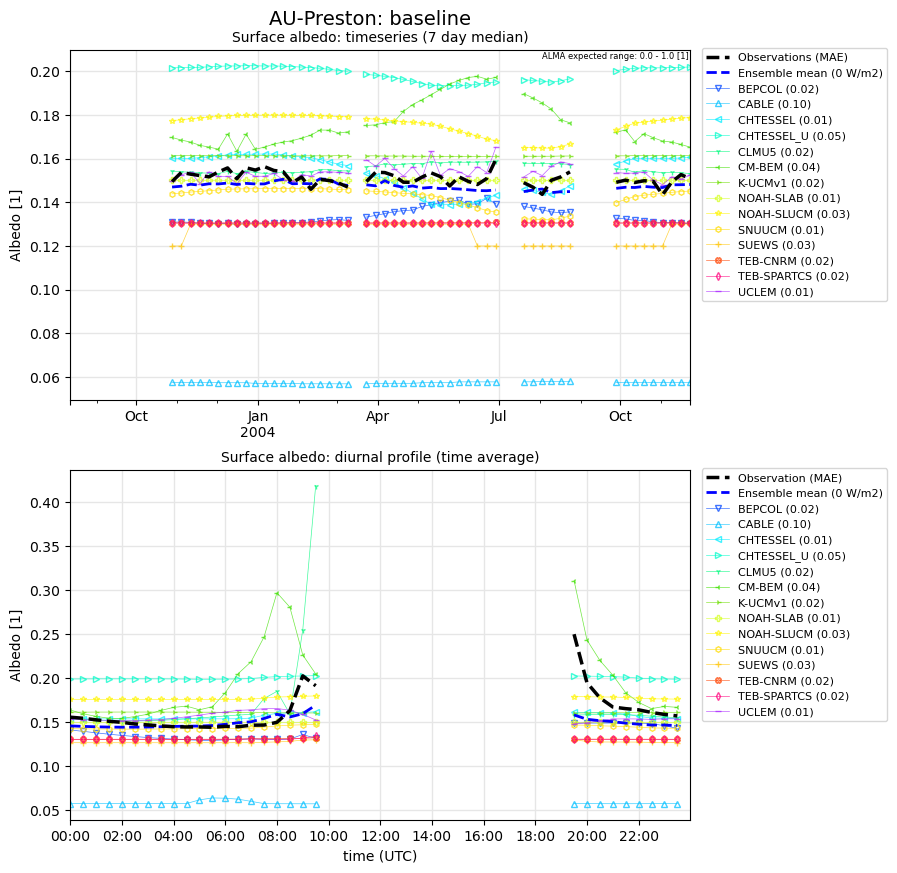 AU-Preston: baseline
Surface albedo: timeseries (7 day median)
ALMA expected range: 0.0 - 1.0 [1]
Albedo [1]
0.20
0.18
0.16
0.14
0.12
0.10
0.08
0.06
Oct
Jan
2004
Apr
Jul
Oct
Observations (MAE)
Ensemble mean (0 W/m2)
BEPCOL (0.02)
CABLE (0.10)
CHTESSEL (0.01)
CHTESSEL_U (0.05)
CLMU5 (0.02)
CM-BEM (0.04)
K-UCMv1 (0.02)
NOAH-SLAB (0.01)
NOAH-SLUCM (0.03)
SNUUCM (0.01)
SUEWS (0.03)
TEB-CNRM (0.02)
TEB-SPARTCS (0.02)
UCLEM (0.01)
Surface albedo: diurnal profile (time average)
Albedo [1]
0.40
0.35
0.30
0.25
0.20
0.15
0.10
0.05
00:00
02:00
04:00
06:00
08:00
10:00
12:00
14:00
16:00
18:00
20:00
22:00
time (UTC)
Observation (MAE)
Ensemble mean (0 W/m2)
BEPCOL (0.02)
CABLE (0.10)
CHTESSEL (0.01)
CHTESSEL_U (0.05)
CLMU5 (0.02)
CM-BEM (0.04)
K-UCMv1 (0.02)
NOAH-SLAB (0.01)
NOAH-SLUCM (0.03)
SNUUCM (0.01)
SUEWS (0.03)
TEB-CNRM (0.02)
TEB-SPARTCS (0.02)
UCLEM (0.01)